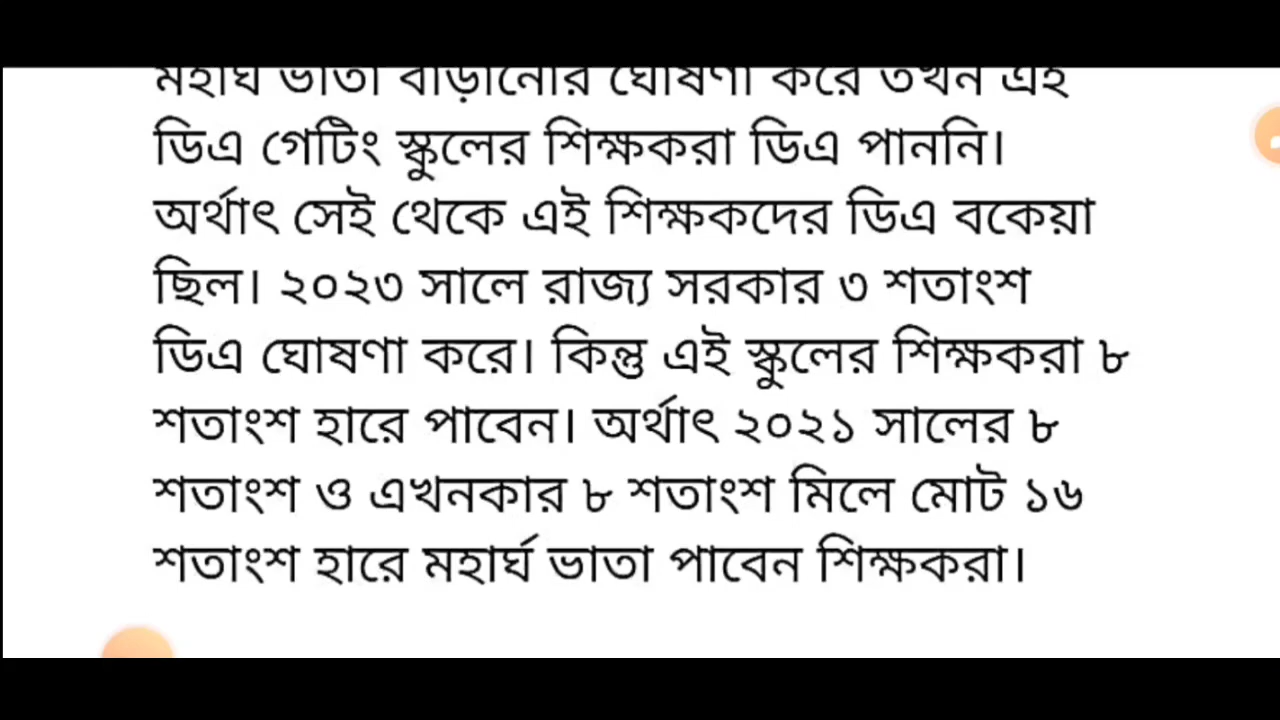 মহার্ঘ ভাতা বাড়ানোর ঘোষণা করে তখন এই
ডিএ গেটিং স্কুলের শিক্ষকরা ডিএ পাননি।
অর্থাৎ সেই থেকে এই শিক্ষকদের ডিএ বকেয়া
ছিল। ২০২৩ সালে রাজ্য সরকার ৩ শতাংশ
ডিএ ঘোষণা করে। কিন্তু এই স্কুলের শিক্ষকরা ৮
শতাংশ হারে পাবেন। অর্থাৎ ২০২১ সালের ৮
শতাংশ ও এখনকার ৮ শতাংশ মিলে মোট ১৬
শতাংশ হারে মহার্ঘ ভাতা পাবেন শিক্ষকরা।